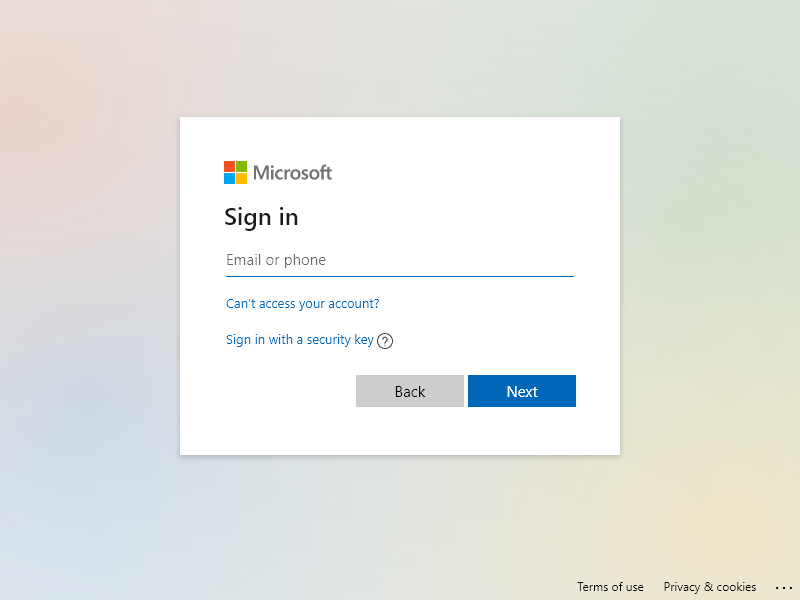 Microsoft
Sign in
Email or phone
Can't access your account?
Sign in with a security key
Back Next
Terms of use Privacy & cookies ...